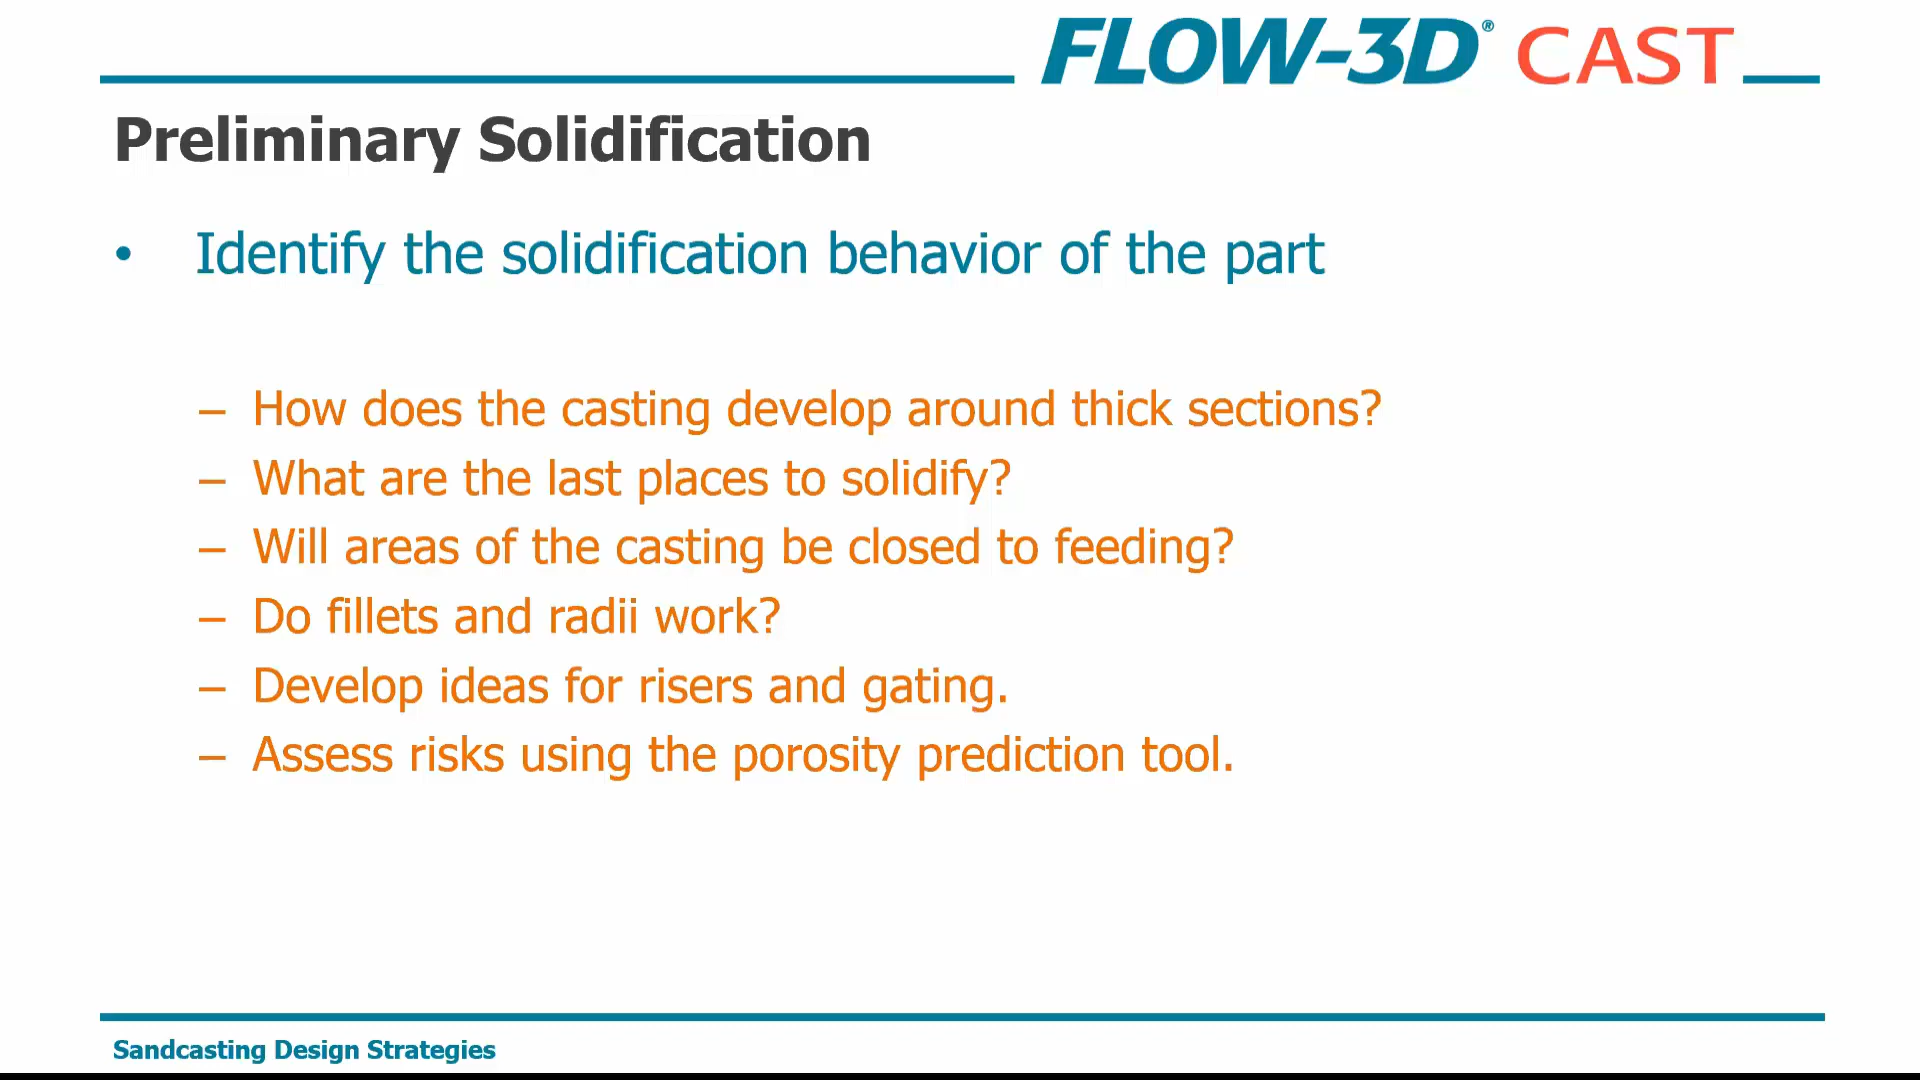 FLOW-3D® CAST
Preliminary Solidification
• Identify the solidification behavior of the part
– How does the casting develop around thick sections?
– What are the last places to solidify?
– Will areas of the casting be closed to feeding?
– Do fillets and radii work?
– Develop ideas for risers and gating.
– Assess risks using the porosity prediction tool.
Sandcasting Design Strategies